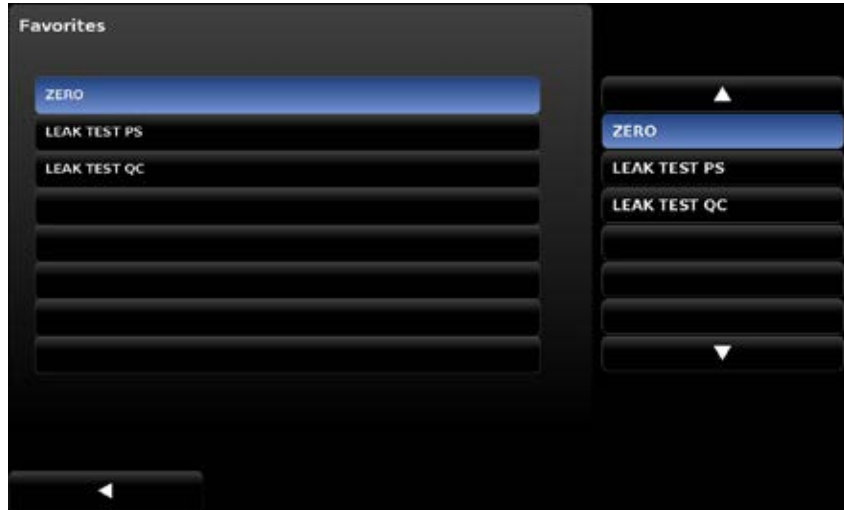 Favorites
ZERO
LEAK TEST PS
LEAK TEST QC
ZERO
LEAK TEST PS
LEAK TEST QC